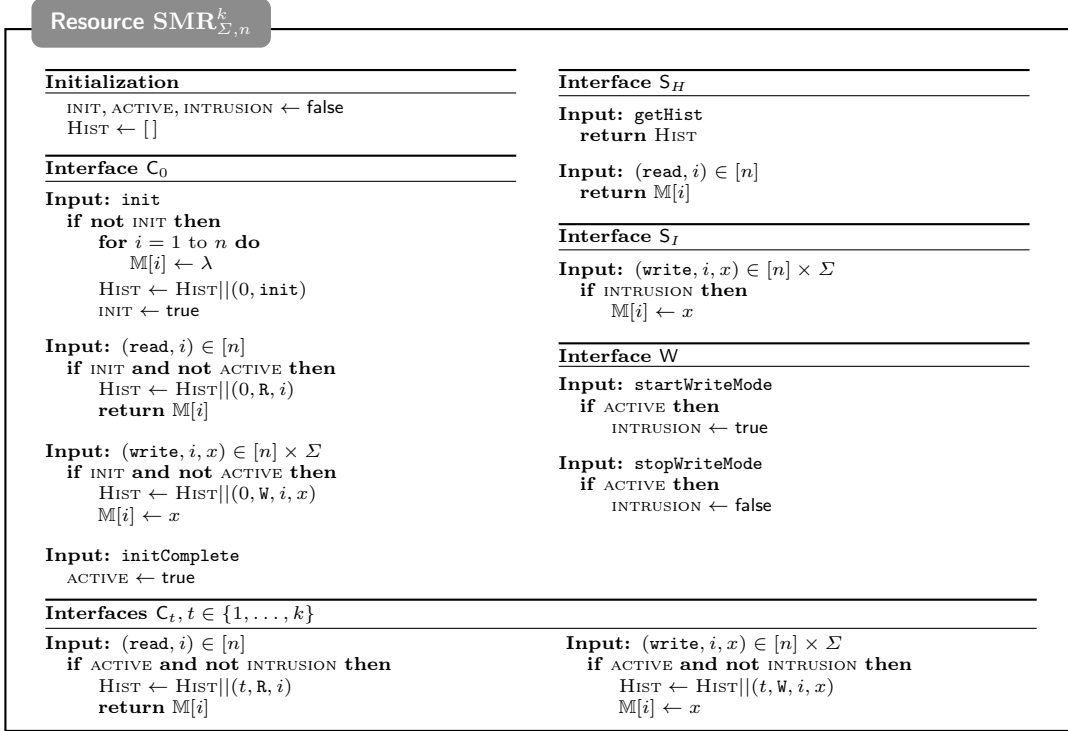 Resource SMR^k_{Σ,n}
Initialization
INIT, ACTIVE, INTRUSION ← false
HIST ← [ ]
Interface C_0
Input: init
if not INIT then
for i = 1 to n do
𝕄[i] ← λ
HIST ← HIST||(0, init)
INIT ← true
Input: (read, i) ∈ [n]
if INIT and not ACTIVE then
HIST ← HIST||(0, R, i)
return 𝕄[i]
Input: (write, i, x) ∈ [n] × Σ
if INIT and not ACTIVE then
HIST ← HIST||(0, W, i, x)
𝕄[i] ← x
Input: initComplete
ACTIVE ← true
Interface S_H
Input: getHist
return HIST
Input: (read, i) ∈ [n]
return 𝕄[i]
Interface S_I
Input: (write, i, x) ∈ [n] × Σ
if INTRUSION then
𝕄[i] ← x
Interface W
Input: startWriteMode
if ACTIVE then
INTRUSION ← true
Input: stopWriteMode
if ACTIVE then
INTRUSION ← false
Interfaces C_t, t ∈ {1, . . . , k}
Input: (read, i) ∈ [n]
if ACTIVE and not INTRUSION then
HIST ← HIST||(t, R, i)
return 𝕄[i]
Input: (write, i, x) ∈ [n] × Σ
if ACTIVE and not INTRUSION then
HIST ← HIST||(t, W, i, x)
𝕄[i] ← x